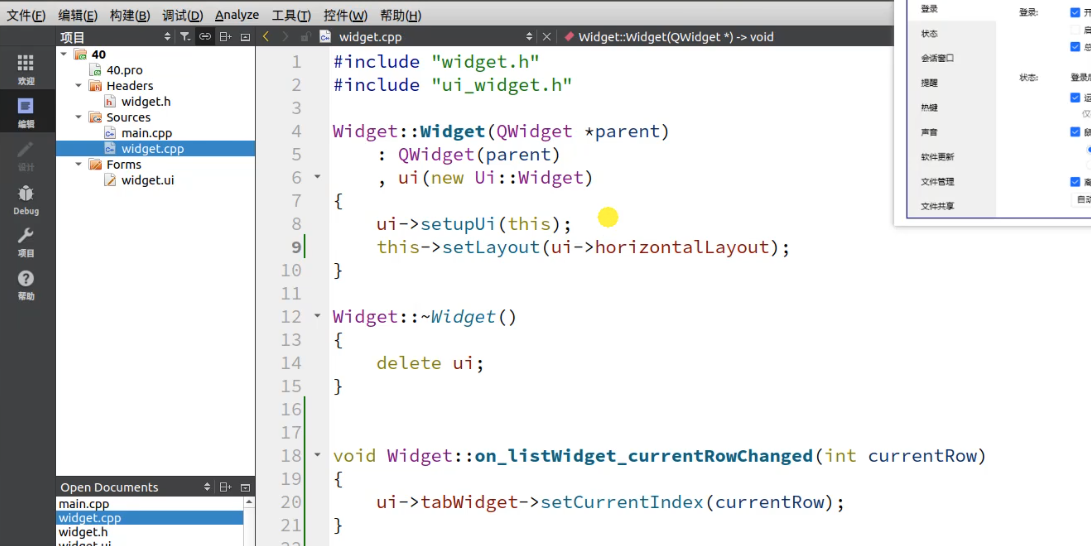 文件(F) 编辑(E) 构建(B) 调试(D) Analyze 工具(T) 控件(W) 帮助(H)
项目
widget.cpp
Widget::Widget(QWidget *) -> void
欢迎
编辑
设计
Debug
项目
帮助
40
40.pro
Headers
widget.h
Sources
main.cpp
widget.cpp
Forms
widget.ui
Open Documents
main.cpp
widget.cpp
widget.h
widget.ui
1 #include "widget.h"
2 #include "ui_widget.h"
3
4 Widget::Widget(QWidget *parent)
5 : QWidget(parent)
6 , ui(new Ui::Widget)
7 {
8 ui->setupUi(this);
9 this->setLayout(ui->horizontalLayout);
10 }
11
12 Widget::~Widget()
13 {
14 delete ui;
15 }
16
17
18 void Widget::on_listWidget_currentRowChanged(int currentRow)
19 {
20 ui->tabWidget->setCurrentIndex(currentRow);
21 }
登录
状态
会话窗口
提醒
热键
声音
软件更新
文件管理
文件共享
登录:
状态:
登录后
自动